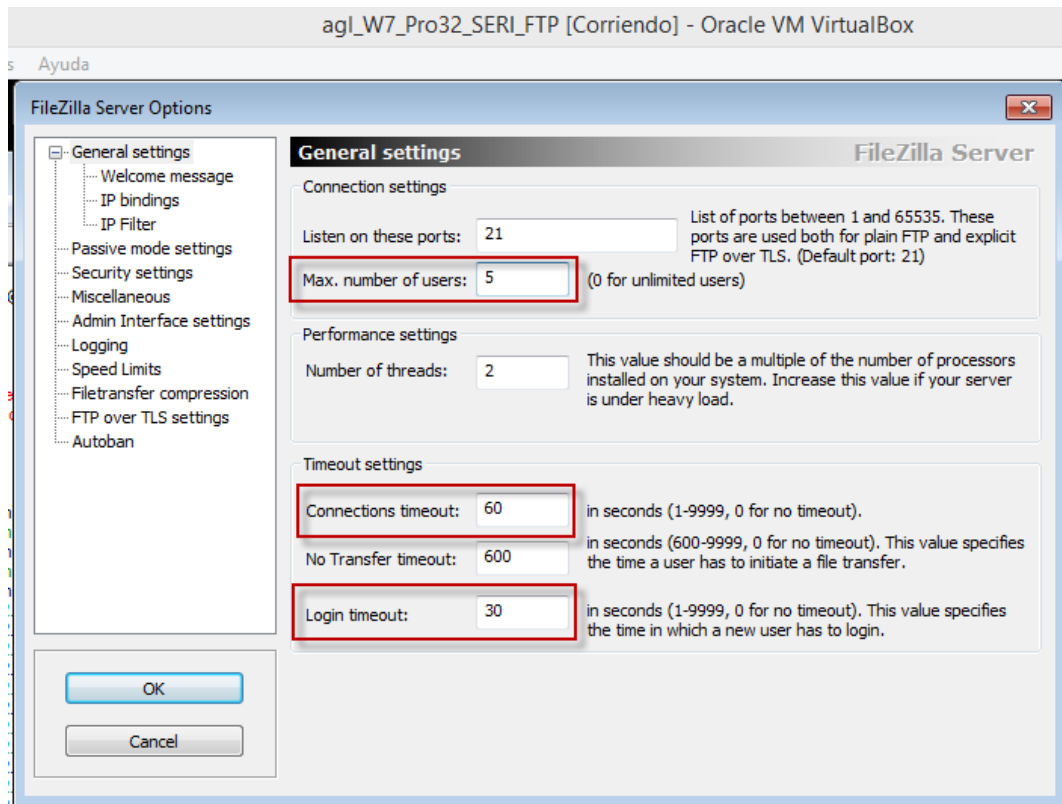 agl_W7_Pro32_SERI_FTP [Corriendo] - Oracle VM VirtualBox
s Ayuda
FileZilla Server Options
General settings
Welcome message
IP bindings
IP Filter
Passive mode settings
Security settings
Miscellaneous
Admin Interface settings
Logging
Speed Limits
Filetransfer compression
FTP over TLS settings
Autoban
OK
Cancel
General settings FileZilla Server
Connection settings
Listen on these ports: 21
List of ports between 1 and 65535. These
ports are used both for plain FTP and explicit
FTP over TLS. (Default port: 21)
Max. number of users: 5 (0 for unlimited users)
Performance settings
Number of threads: 2
This value should be a multiple of the number of processors
installed on your system. Increase this value if your server
is under heavy load.
Timeout settings
Connections timeout: 60 in seconds (1-9999, 0 for no timeout).
No Transfer timeout: 600
in seconds (600-9999, 0 for no timeout). This value specifies
the time a user has to initiate a file transfer.
Login timeout: 30
in seconds (1-9999, 0 for no timeout). This value specifies
the time in which a new user has to login.